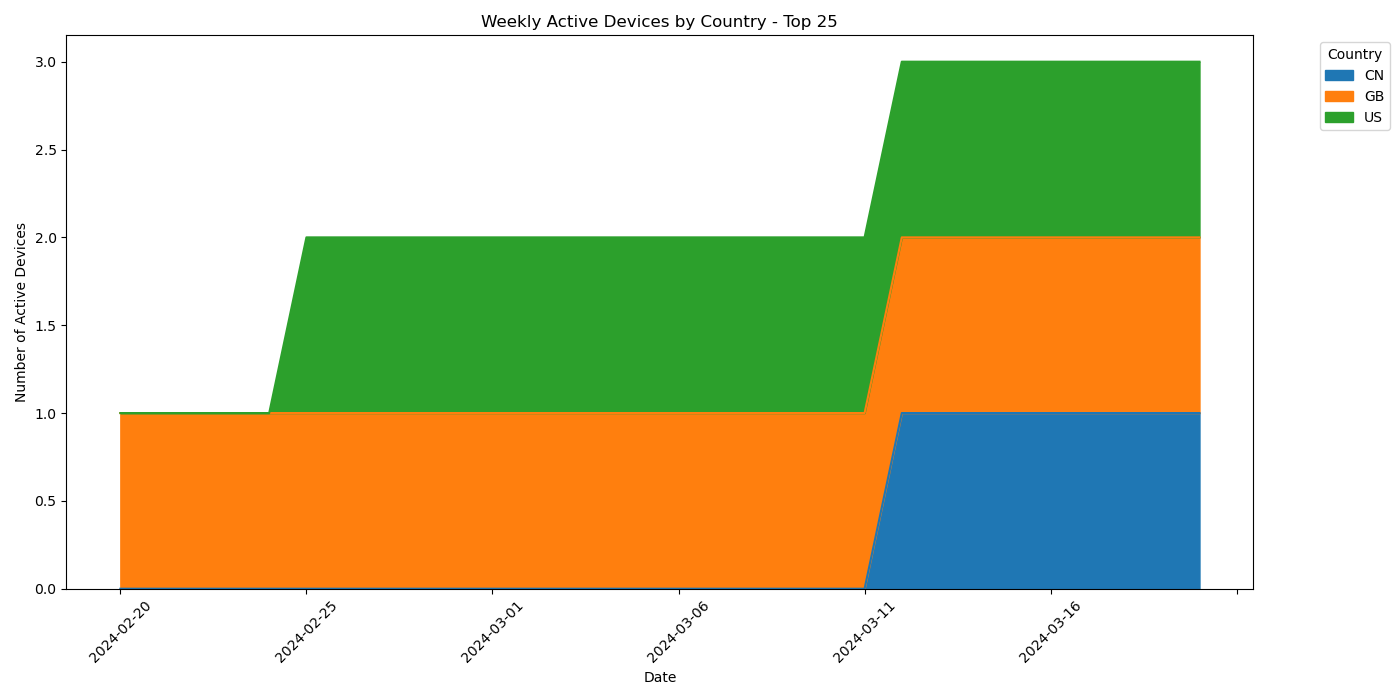 Weekly Active Devices by Country - Top 25
Country
CN
GB
US
3.0
2.5
2.0
1.5
1.0
0.5
0.0
Number of Active Devices
2024-02-20
2024-02-25
2024-03-01
2024-03-06
2024-03-11
2024-03-16
Date